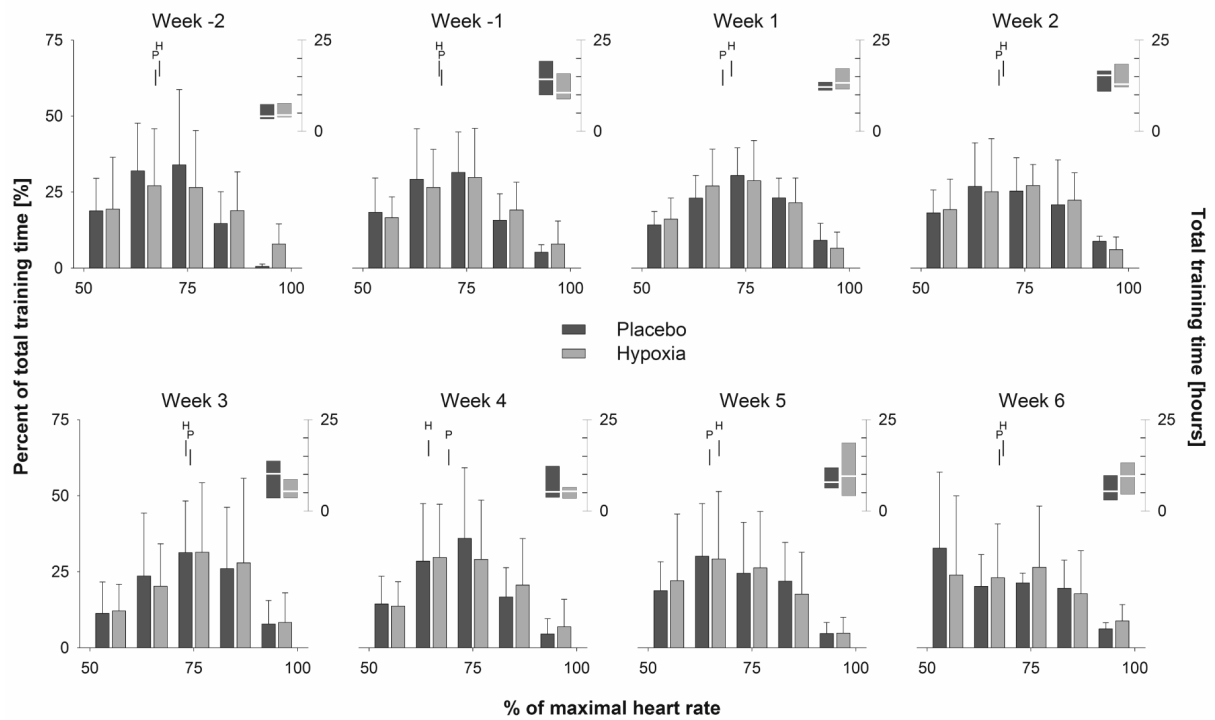 Week -2
Week -1
Week 1
Week 2
75
50
25
0
H
P
25
0
50
75
100
H
P
25
0
50
75
100
H
P
25
0
50
75
100
H
P
25
0
50
75
100
Percent of total training time [%]
Total training time [hours]
Placebo
Hypoxia
Week 3
Week 4
Week 5
Week 6
75
50
25
0
H
P
25
0
50
75
100
H
P
25
0
50
75
100
H
P
25
0
50
75
100
H
P
25
0
50
75
100
% of maximal heart rate